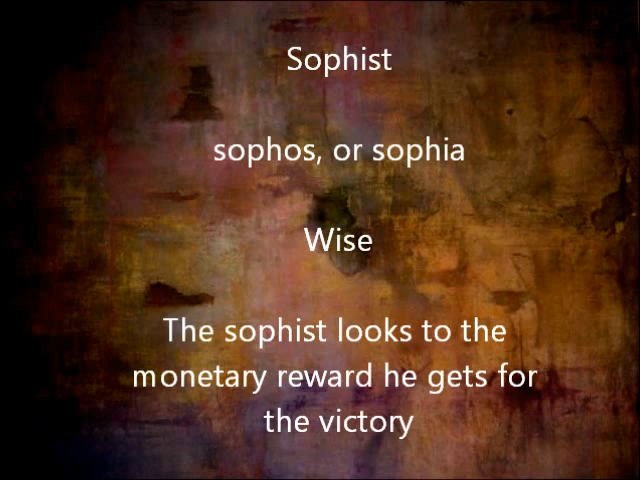 Sophist
sophos, or sophia
Wise
The sophist looks to the
monetary reward he gets for
the victory